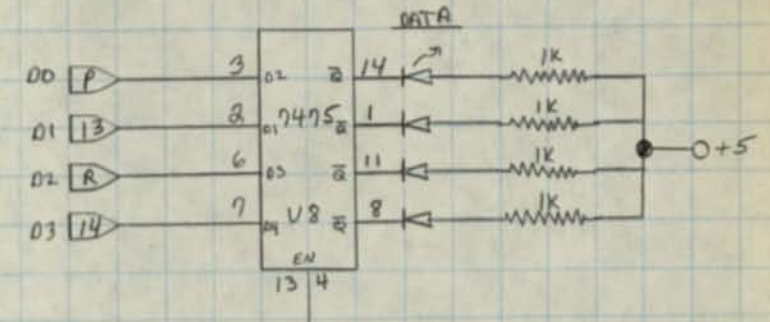 DATA
D0 P 3 D2 Q̅ 14 1K
D1 13 2 D1 7475 Q̅ 1 1K
D2 R 6 D3 Q̅ 11 1K
+5
D3 14 7 D4 U8 Q̅ 8 1K
EN
13 4